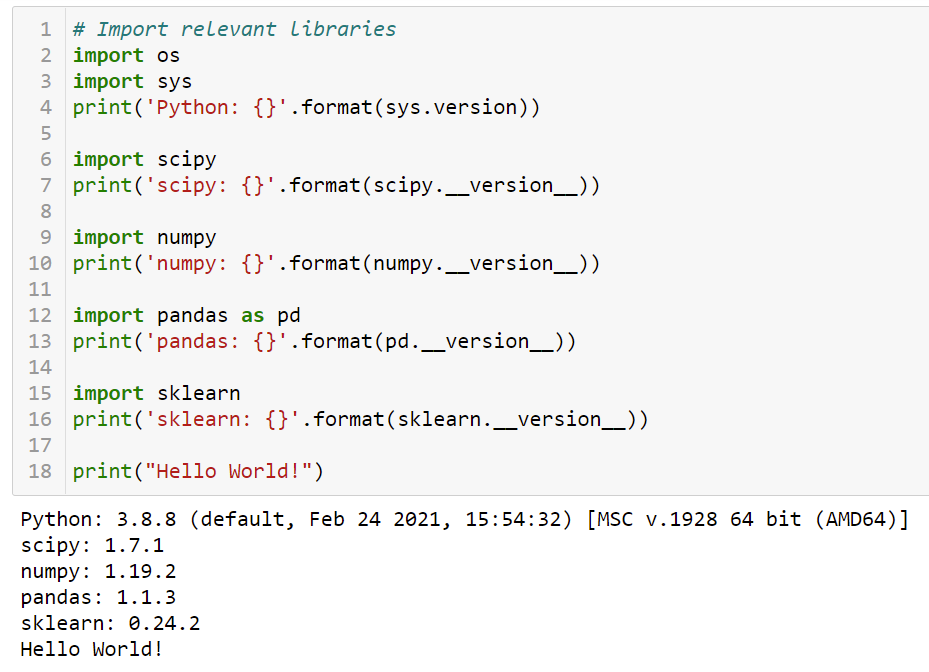 1 # Import relevant libraries
2 import os
3 import sys
4 print('Python: {}'.format(sys.version))
5
6 import scipy
7 print('scipy: {}'.format(scipy.__version__))
8
9 import numpy
10 print('numpy: {}'.format(numpy.__version__))
11
12 import pandas as pd
13 print('pandas: {}'.format(pd.__version__))
14
15 import sklearn
16 print('sklearn: {}'.format(sklearn.__version__))
17
18 print("Hello World!")
Python: 3.8.8 (default, Feb 24 2021, 15:54:32) [MSC v.1928 64 bit (AMD64)]
scipy: 1.7.1
numpy: 1.19.2
pandas: 1.1.3
sklearn: 0.24.2
Hello World!